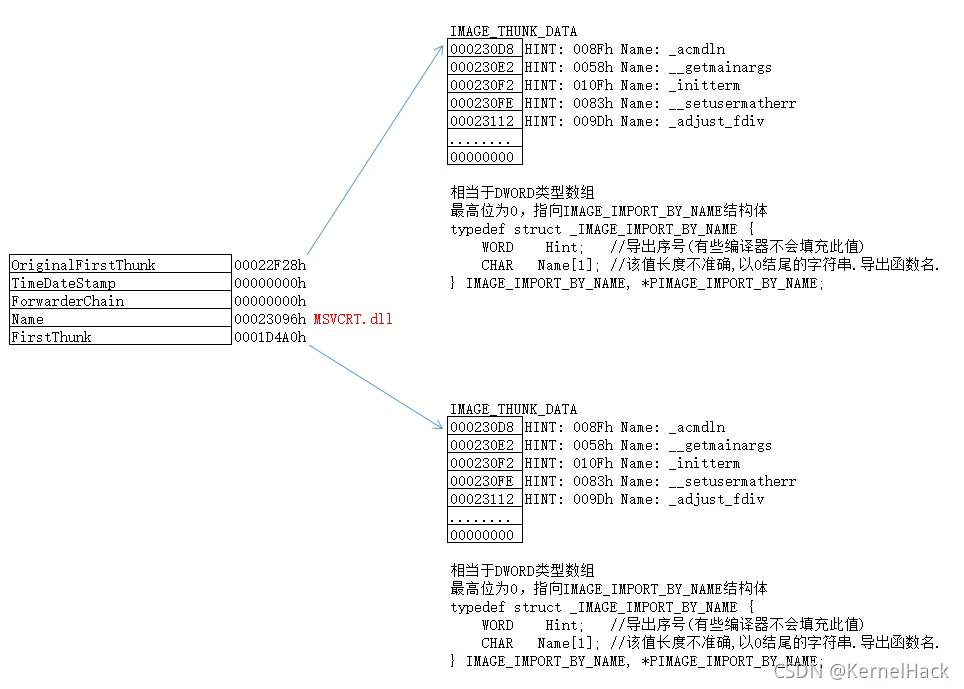 IMAGE_THUNK_DATA
000230D8 HINT: 008Fh Name: _acmdln
000230E2 HINT: 0058h Name: __getmainargs
000230F2 HINT: 010Fh Name: _initterm
000230FE HINT: 0083h Name: __setusermatherr
00023112 HINT: 009Dh Name: _adjust_fdiv
........
00000000
相当于DWORD类型数组
最高位为0，指向IMAGE_IMPORT_BY_NAME结构体
typedef struct _IMAGE_IMPORT_BY_NAME {
WORD Hint; //导出序号(有些编译器不会填充此值)
CHAR Name[1]; //该值长度不准确,以0结尾的字符串.导出函数名.
} IMAGE_IMPORT_BY_NAME, *PIMAGE_IMPORT_BY_NAME;
OriginalFirstThunk 00022F28h
TimeDateStamp 00000000h
ForwarderChain 00000000h
Name 00023096h MSVCRT.dll
FirstThunk 0001D4A0h
IMAGE_THUNK_DATA
000230D8 HINT: 008Fh Name: _acmdln
000230E2 HINT: 0058h Name: __getmainargs
000230F2 HINT: 010Fh Name: _initterm
000230FE HINT: 0083h Name: __setusermatherr
00023112 HINT: 009Dh Name: _adjust_fdiv
........
00000000
相当于DWORD类型数组
最高位为0，指向IMAGE_IMPORT_BY_NAME结构体
typedef struct _IMAGE_IMPORT_BY_NAME {
WORD Hint; //导出序号(有些编译器不会填充此值)
CHAR Name[1]; //该值长度不准确,以0结尾的字符串.导出函数名.
} IMAGE_IMPORT_BY_NAME, *PIMAGE_IMPORT_BY_NAME;
CSDN @KernelHack